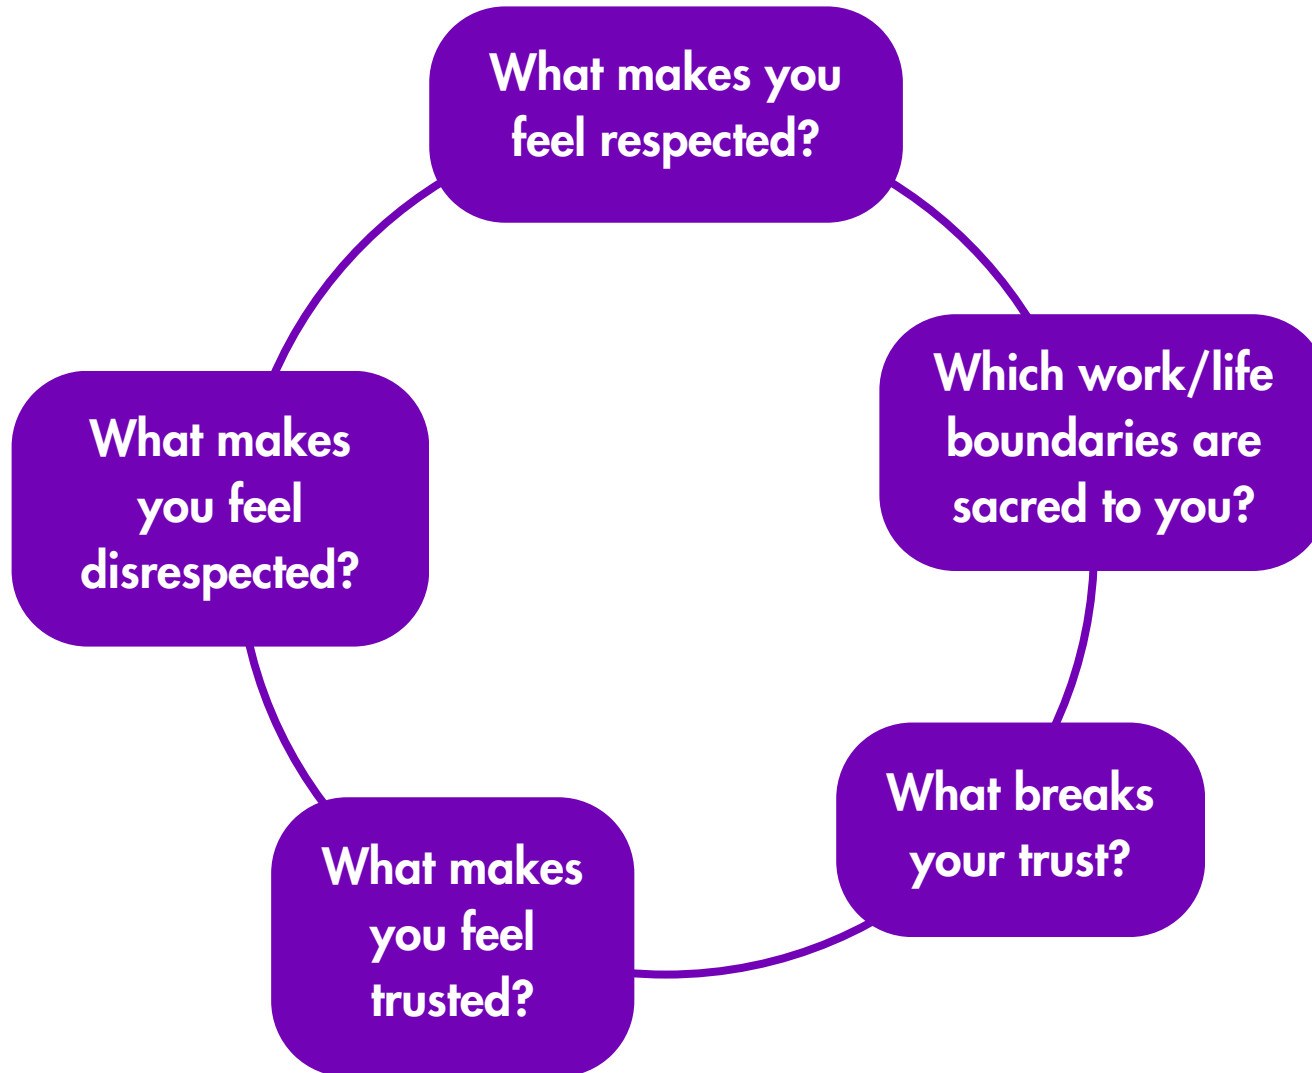 What makes you
feel respected?
Which work/life
boundaries are
sacred to you?
What breaks
your trust?
What makes
you feel
trusted?
What makes
you feel
disrespected?